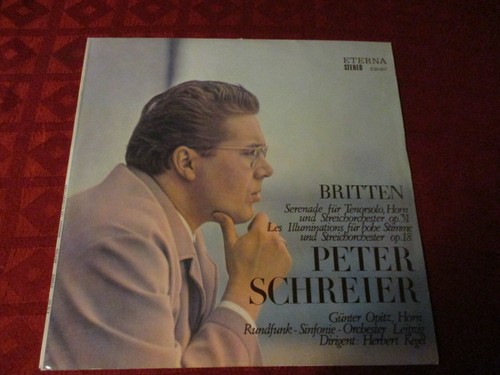 ETERNA
STEREO
BRITTEN
Serenade für Tenorsolo, Horn
und Streichorchester op.31
Les Illuminations für hohe Stimme
und Streichorchester op.18
PETER
SCHREIER
Günter Opitz, Horn
Rundfunk-Sinfonie-Orchester Leipzig
Dirigent: Herbert Kegel